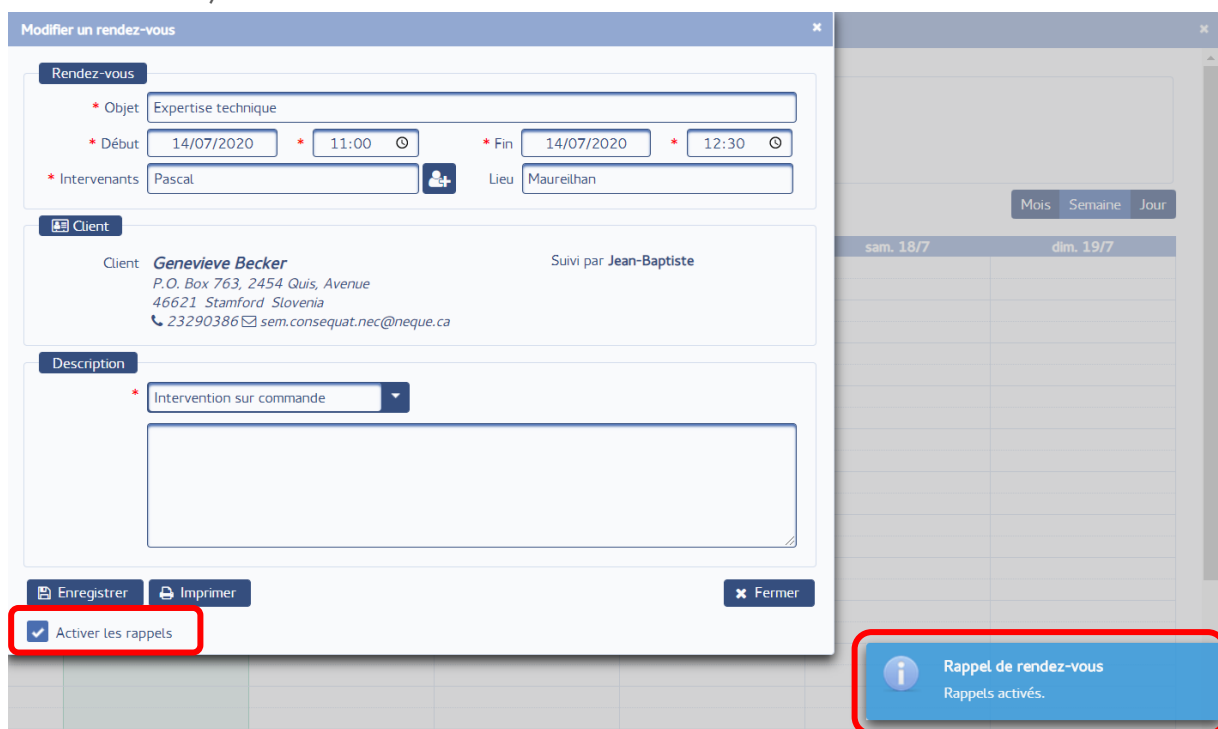 Modifier un rendez-vous
Rendez-vous
* Objet Expertise technique
* Début 14/07/2020 * 11:00 * Fin 14/07/2020 * 12:30
* Intervenants Pascal Lieu Maureilhan
Mois Semaine Jour
Client
sam. 18/7 dim. 19/7
Client Genevieve Becker Suivi par Jean-Baptiste
P.O. Box 763, 2454 Quis, Avenue
46621 Stamford Slovenia
23290386 sem.consequat.nec@neque.ca
Description
* Intervention sur commande
Enregistrer Imprimer Fermer
Activer les rappels
Rappel de rendez-vous
Rappels activés.